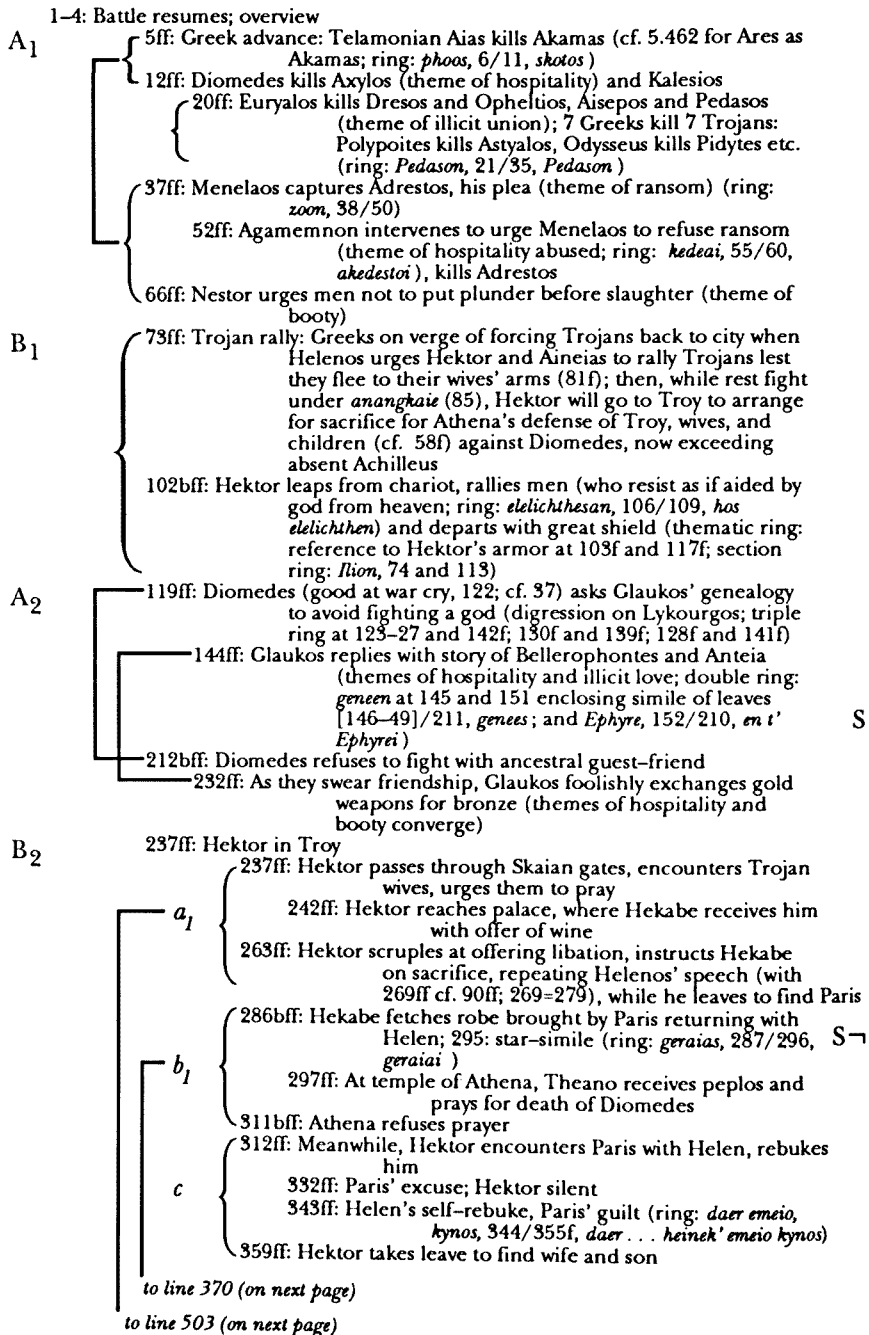 1–4: Battle resumes; overview
A1 5ff: Greek advance: Telamonian Aias kills Akamas (cf. 5.462 for Ares as
Akamas; ring: phoos, 6/11, skotos )
12ff: Diomedes kills Axylos (theme of hospitality) and Kalesios
20ff: Euryalos kills Dresos and Opheltios, Aisepos and Pedasos
(theme of illicit union); 7 Greeks kill 7 Trojans:
Polypoites kills Astyalos, Odysseus kills Pidytes etc.
(ring: Pedason, 21/35, Pedason )
37ff: Menelaos captures Adrestos, his plea (theme of ransom) (ring:
zoon, 38/50)
52ff: Agamemnon intervenes to urge Menelaos to refuse ransom
(theme of hospitality abused; ring: kedeai, 55/60,
akedestoi ), kills Adrestos
66ff: Nestor urges men not to put plunder before slaughter (theme of
booty)
B1 73ff: Trojan rally: Greeks on verge of forcing Trojans back to city when
Helenos urges Hektor and Aineias to rally Trojans lest
they flee to their wives' arms (81f); then, while rest fight
under anangkaie (85), Hektor will go to Troy to arrange
for sacrifice for Athena's defense of Troy, wives, and
children (cf. 58f) against Diomedes, now exceeding
absent Achilleus
102bff: Hektor leaps from chariot, rallies men (who resist as if aided by
god from heaven; ring: elelichthesan, 106/109, hos
elelichthen) and departs with great shield (thematic ring:
reference to Hektor's armor at 103f and 117f; section
ring: Ilion, 74 and 113)
A2 119ff: Diomedes (good at war cry, 122; cf. 37) asks Glaukos' genealogy
to avoid fighting a god (digression on Lykourgos; triple
ring at 123–27 and 142f; 130f and 139f; 128f and 141f)
144ff: Glaukos replies with story of Bellerophontes and Anteia
(themes of hospitality and illicit love; double ring:
geneen at 145 and 151 enclosing simile of leaves
[146–49]/211, genees ; and Ephyre, 152/210, en t' S
Ephyrei )
212bff: Diomedes refuses to fight with ancestral guest–friend
232ff: As they swear friendship, Glaukos foolishly exchanges gold
weapons for bronze (themes of hospitality and
booty converge)
B2 237ff: Hektor in Troy
237ff: Hektor passes through Skaian gates, encounters Trojan
a1 wives, urges them to pray
242ff: Hektor reaches palace, where Hekabe receives him
with offer of wine
263ff: Hektor scruples at offering libation, instructs Hekabe
on sacrifice, repeating Helenos' speech (with
269ff cf. 90ff; 269=279), while he leaves to find Paris
286bff: Hekabe fetches robe brought by Paris returning with
Helen; 295: star–simile (ring: geraias, 287/296, S¬
b1 geraiai )
297ff: At temple of Athena, Theano receives peplos and
prays for death of Diomedes
311bff: Athena refuses prayer
312ff: Meanwhile, Hektor encounters Paris with Helen, rebukes
him
c 332ff: Paris' excuse; Hektor silent
343ff: Helen's self–rebuke, Paris' guilt (ring: daer emeio,
kynos, 344/355f, daer . . . heinek' emeio kynos)
359ff: Hektor takes leave to find wife and son
to line 370 (on next page)
to line 503 (on next page)